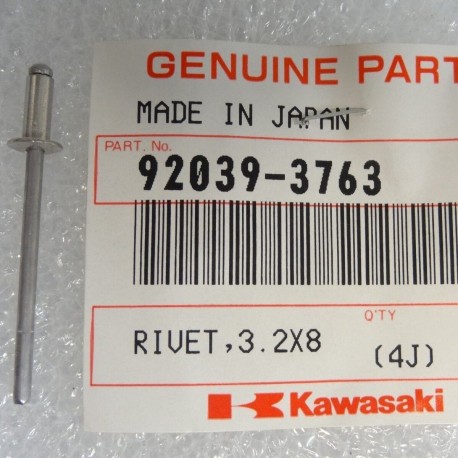 GENUINE PART
MADE IN JAPAN
PART. No.
92039-3763
Q'TY
RIVET,3.2X8
(4J)
Kawasaki